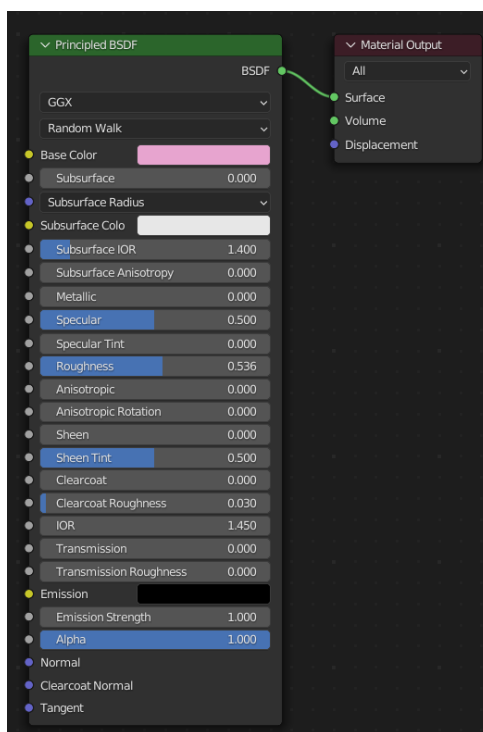 Principled BSDF
BSDF
GGX
Random Walk
Base Color
Subsurface 0.000
Subsurface Radius
Subsurface Colo
Subsurface IOR 1.400
Subsurface Anisotropy 0.000
Metallic 0.000
Specular 0.500
Specular Tint 0.000
Roughness 0.536
Anisotropic 0.000
Anisotropic Rotation 0.000
Sheen 0.000
Sheen Tint 0.500
Clearcoat 0.000
Clearcoat Roughness 0.030
IOR 1.450
Transmission 0.000
Transmission Roughness 0.000
Emission
Emission Strength 1.000
Alpha 1.000
Normal
Clearcoat Normal
Tangent
Material Output
All
Surface
Volume
Displacement